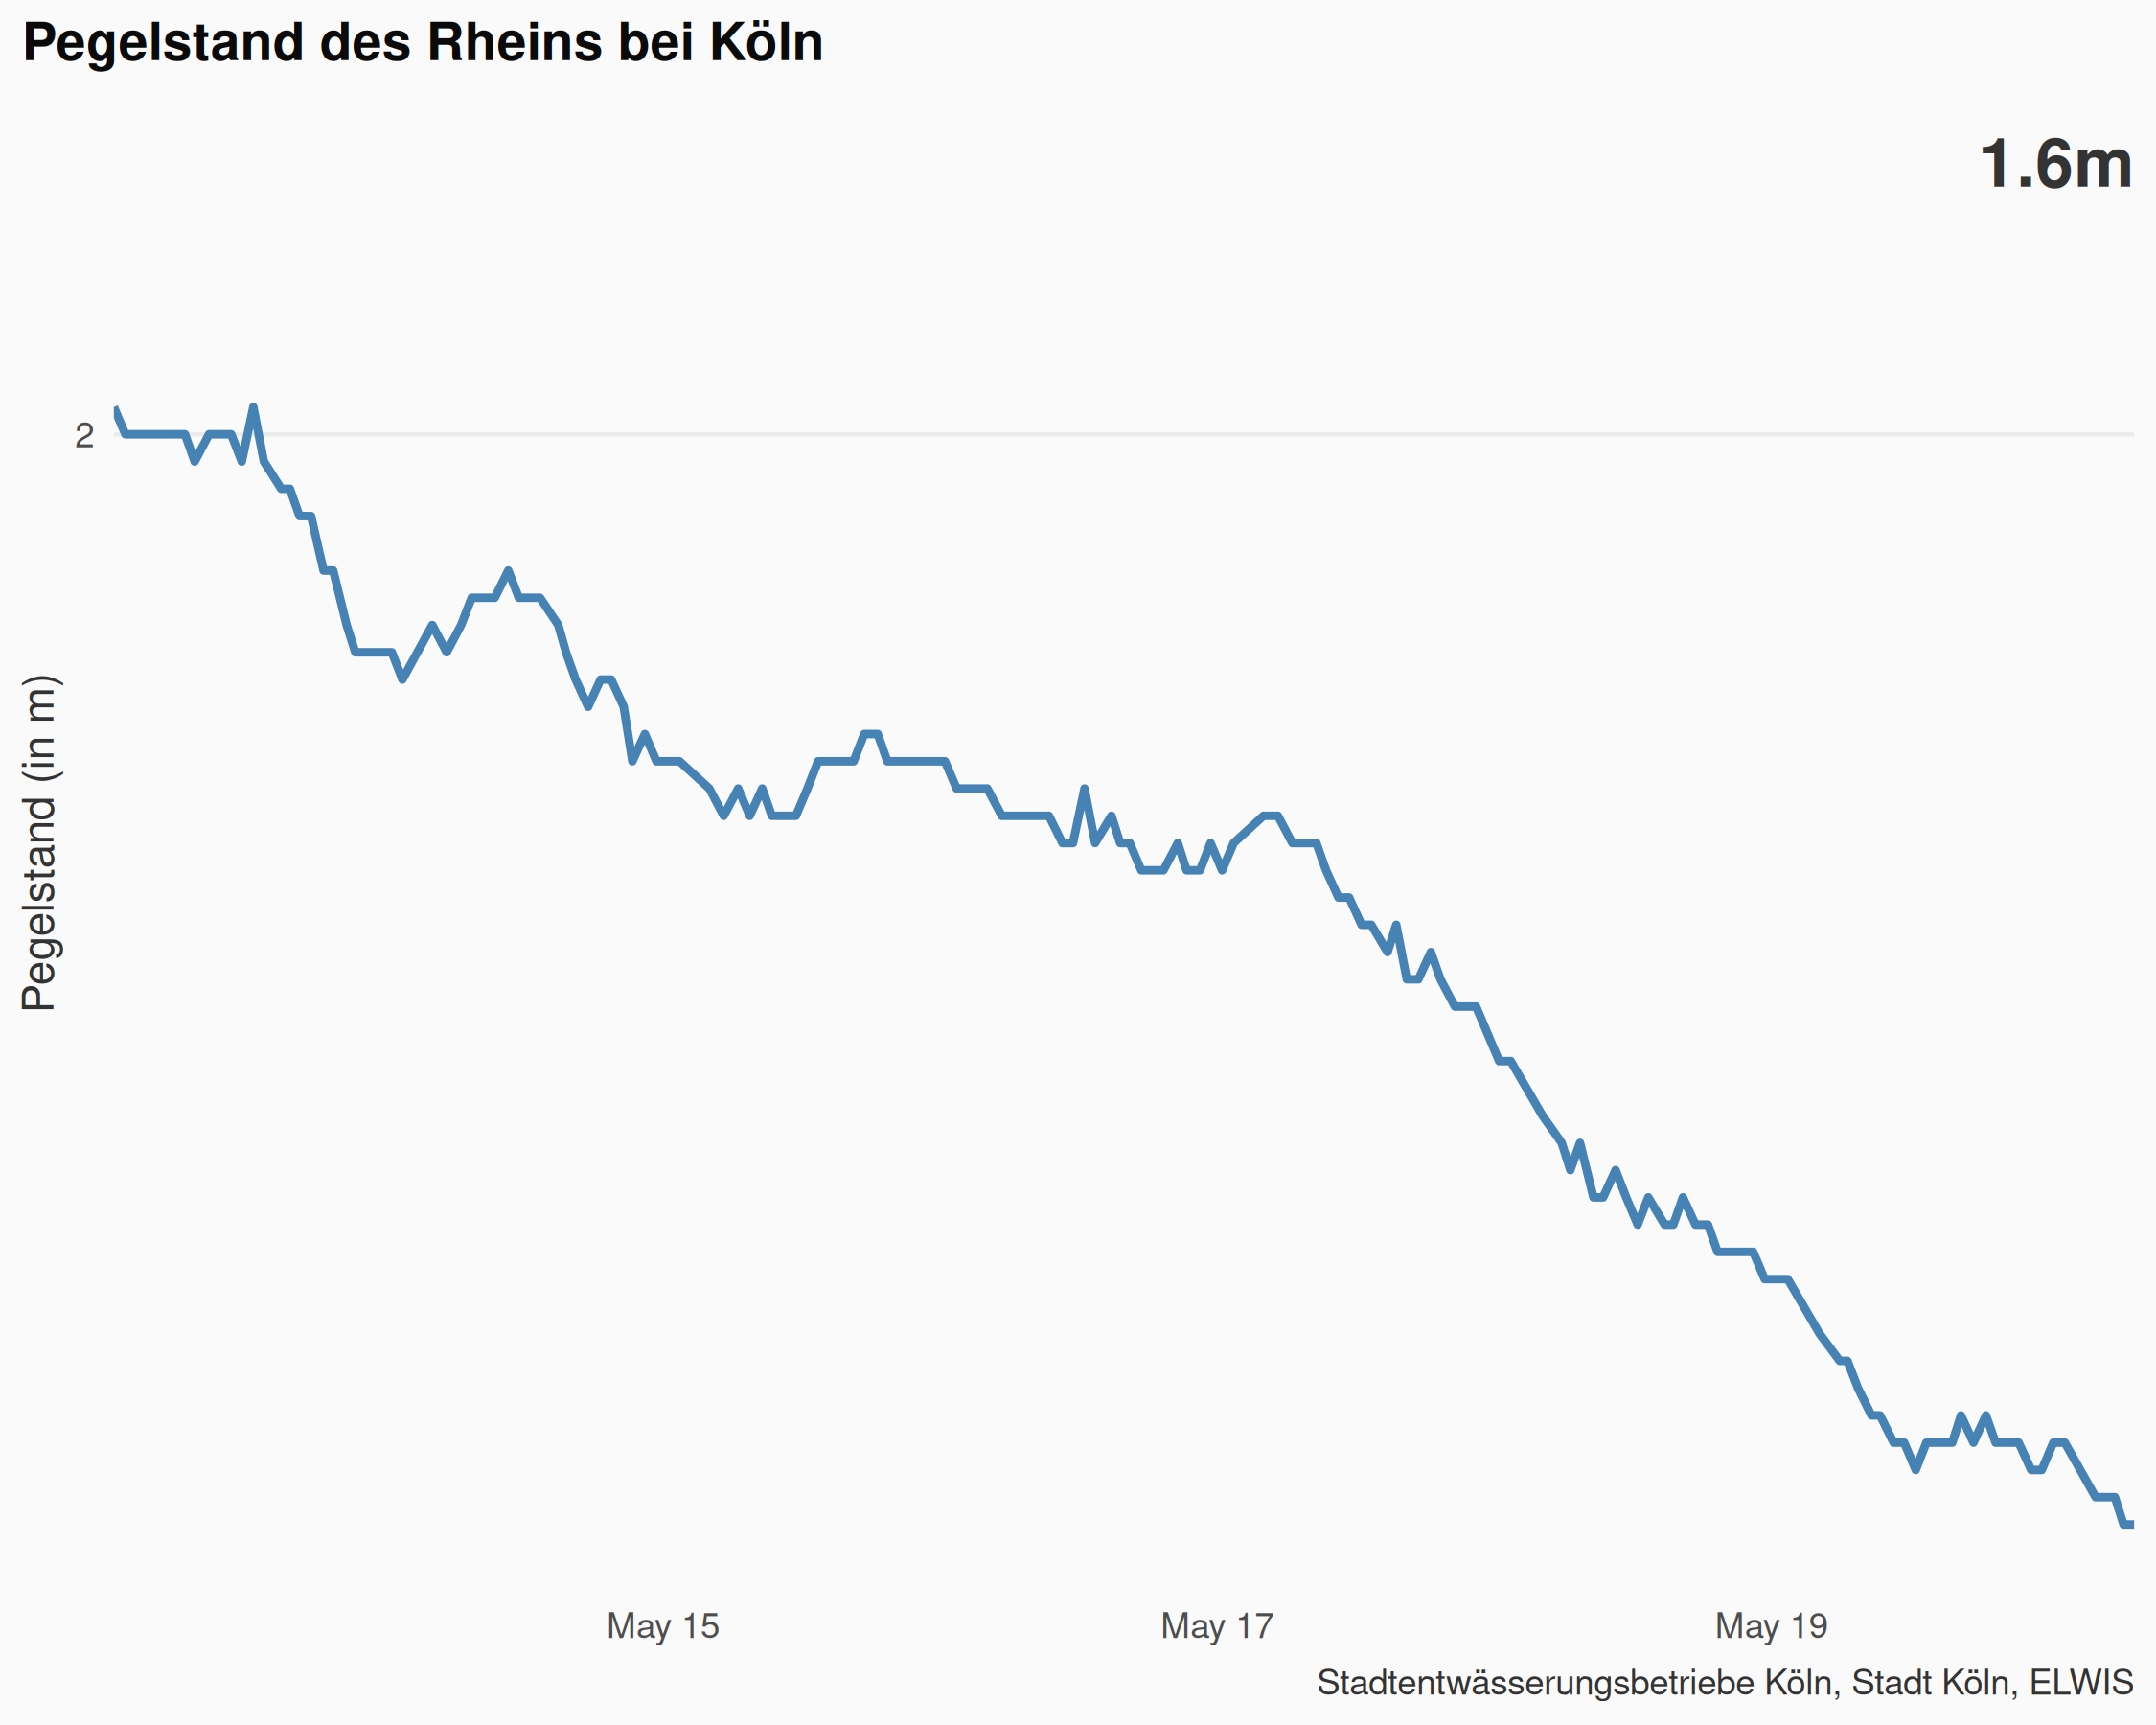 Pegelstand des Rheins bei Köln
1.6m
2
Pegelstand (in m)
May 15
May 17
May 19
Stadtentwässerungsbetriebe Köln, Stadt Köln, ELWIS